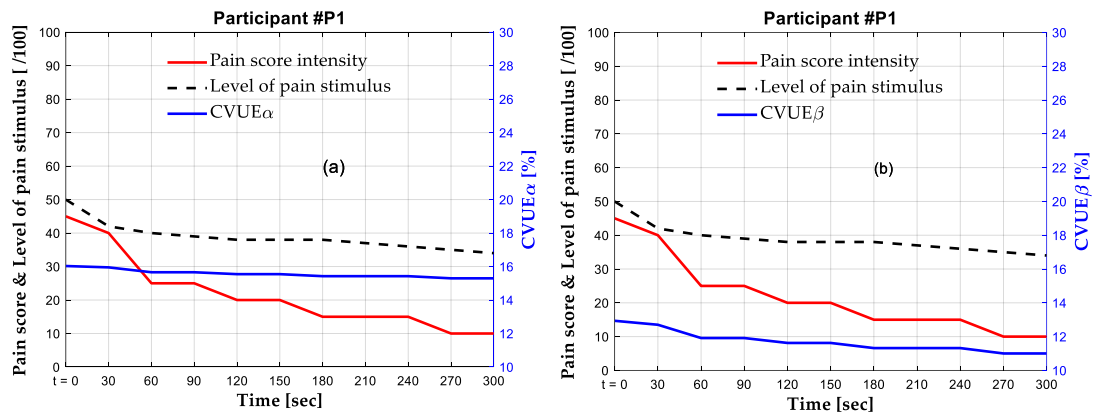 Participant #P1
Pain score & Level of pain stimulus [ /100]
100
90
80
70
60
50
40
30
20
10
0
Pain score intensity
Level of pain stimulus
CVUEα
(a)
30
28
26
24
22
20
18
16
14
12
10
CVUEα [%]
t = 0 30 60 90 120 150 180 210 240 270 300
Time [sec]
Participant #P1
Pain score & Level of pain stimulus [ /100]
100
90
80
70
60
50
40
30
20
10
0
Pain score intensity
Level of pain stimulus
CVUEβ
(b)
30
28
26
24
22
20
18
16
14
12
10
CVUEβ [%]
t = 0 30 60 90 120 150 180 210 240 270 300
Time [sec]